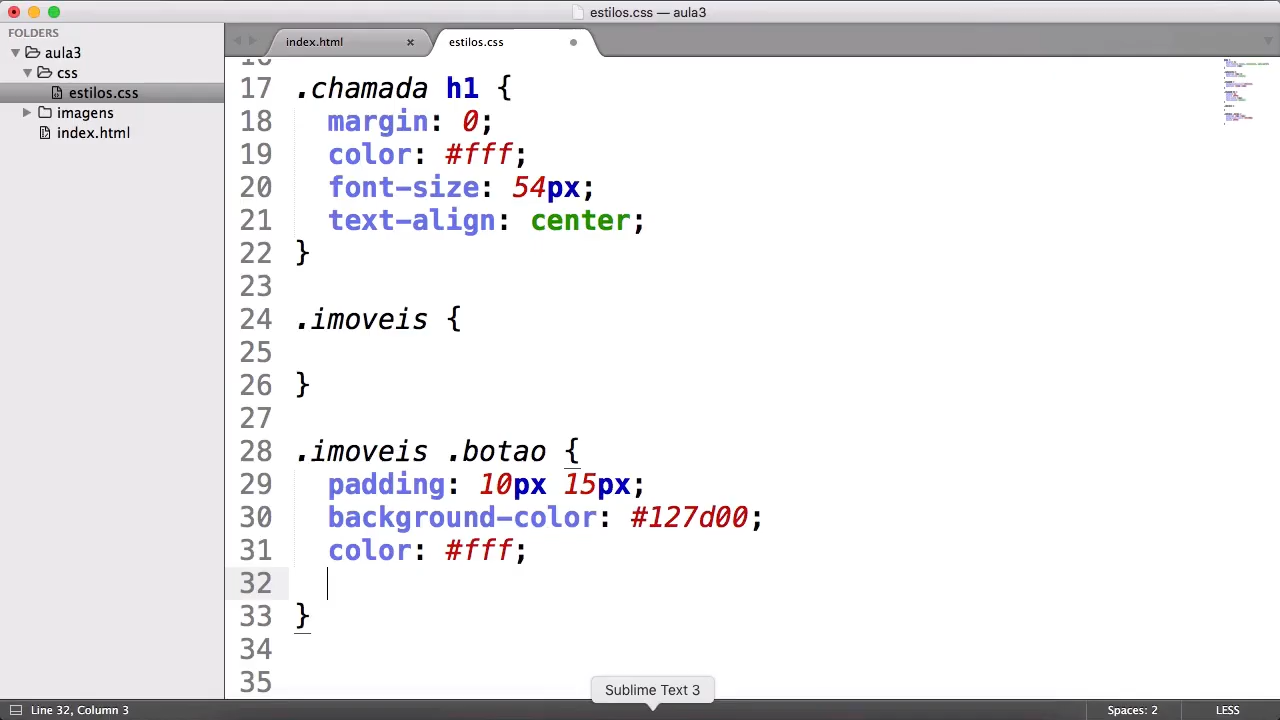 estilos.css — aula3
FOLDERS
aula3
css
estilos.css
imagens
index.html
index.html
estilos.css
16
17 .chamada h1 {
18 margin: 0;
19 color: #fff;
20 font-size: 54px;
21 text-align: center;
22 }
23
24 .imoveis {
25
26 }
27
28 .imoveis .botao {
29 padding: 10px 15px;
30 background-color: #127d00;
31 color: #fff;
32
33 }
34
35
Sublime Text 3
Line 32, Column 3
Spaces: 2
LESS